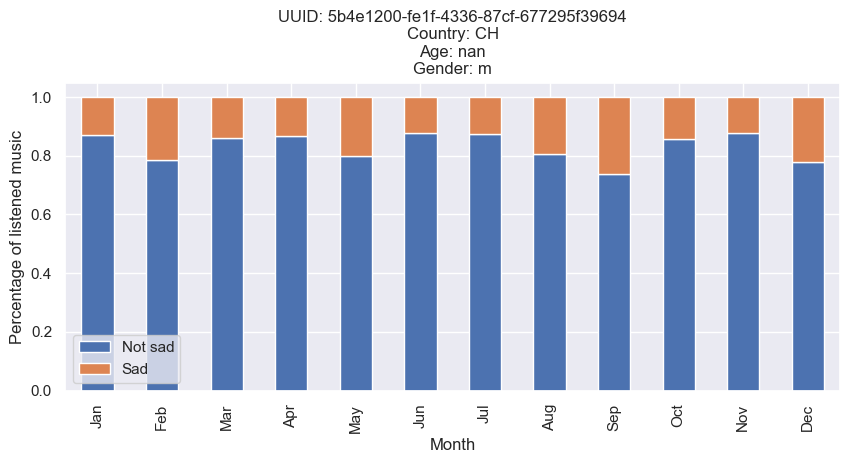 UUID: 5b4e1200-fe1f-4336-87cf-677295f39694
Country: CH
Age: nan
Gender: m
Percentage of listened music
1.0
0.8
0.6
0.4
0.2
0.0
Not sad
Sad
Jan Feb Mar Apr May Jun Jul Aug Sep Oct Nov Dec
Month